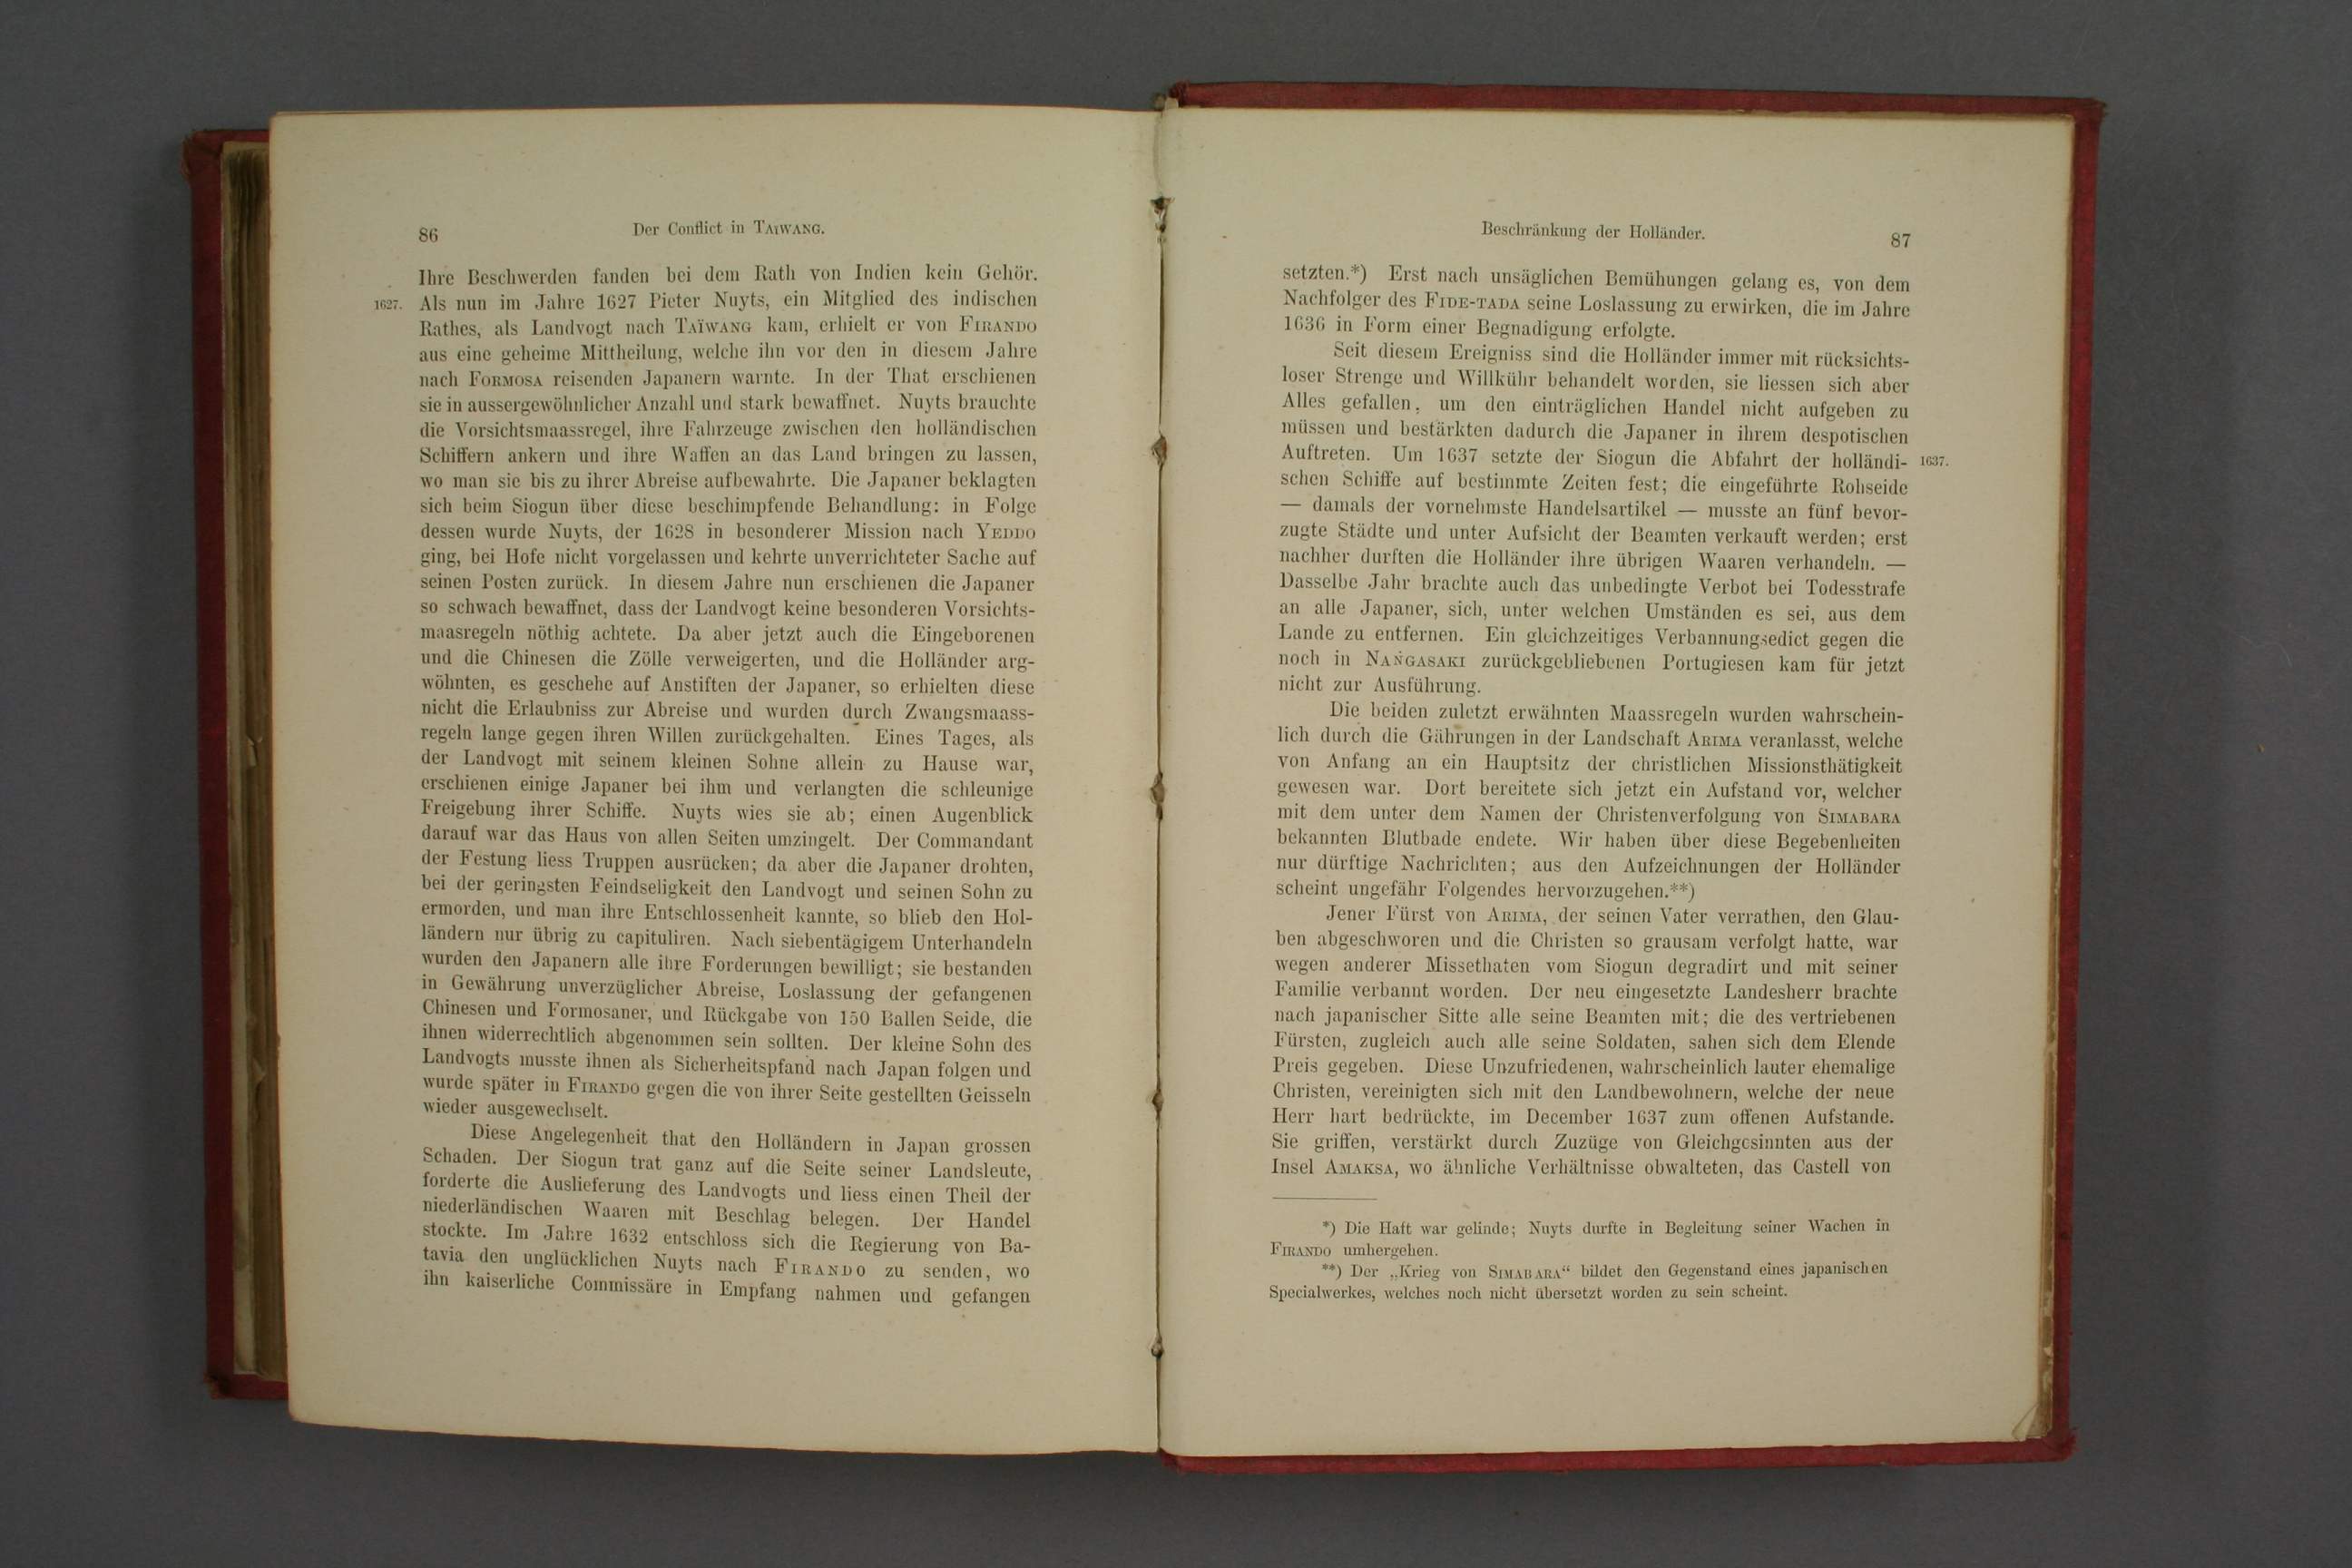 86
Der Conflict in TAïWANG.
Ihre Beschwerden fanden bei dem Rath von Indien kein Gehör.
1627. Als nun im Jahre 1627 Pieter Nuyts, ein Mitglied des indischen
Rathes, als Landvogt nach TAÏWANG kam, erhielt er von FIRANDO
aus eine geheime Mittheilung, welche ihn vor den in diesem Jahre
nach FORMOSA reisenden Japanern warnte. In der That erschienen
sie in aussergewöhnlicher Anzahl und stark bewaffnet. Nuyts brauchte
die Vorsichtsmaassregel, ihre Fahrzeuge zwischen den holländischen
Schiffern ankern und ihre Waffen an das Land bringen zu lassen,
wo man sie bis zu ihrer Abreise aufbewahrte. Die Japaner beklagten
sich beim Siogun über diese beschimpfende Behandlung: in Folge
dessen wurde Nuyts, der 1628 in besonderer Mission nach YEDDO
ging, bei Hofe nicht vorgelassen und kehrte unverrichteter Sache auf
seinen Posten zurück. In diesem Jahre nun erschienen die Japaner
so schwach bewaffnet, dass der Landvogt keine besonderen Vorsichts-
maasregeln nöthig achtete. Da aber jetzt auch die Eingeborenen
und die Chinesen die Zölle verweigerten, und die Holländer arg-
wöhnten, es geschehe auf Anstiften der Japaner, so erhielten diese
nicht die Erlaubniss zur Abreise und wurden durch Zwangsmaass-
regeln lange gegen ihren Willen zurückgehalten. Eines Tages, als
der Landvogt mit seinem kleinen Sohne allein zu Hause war,
erschienen einige Japaner bei ihm und verlangten die schleunige
Freigebung ihrer Schiffe. Nuyts wies sie ab; einen Augenblick
darauf war das Haus von allen Seiten umzingelt. Der Commandant
der Festung liess Truppen ausrücken; da aber die Japaner drohten,
bei der geringsten Feindseligkeit den Landvogt und seinen Sohn zu
ermorden, und man ihre Entschlossenheit kannte, so blieb den Hol-
ländern nur übrig zu capituliren. Nach siebentägigem Unterhandeln
wurden den Japanern alle ihre Forderungen bewilligt; sie bestanden
in Gewährung unverzüglicher Abreise, Loslassung der gefangenen
Chinesen und Formosaner, und Rückgabe von 150 Ballen Seide, die
ihnen widerrechtlich abgenommen sein sollten. Der kleine Sohn des
Landvogts musste ihnen als Sicherheitspfand nach Japan folgen und
wurde später in FIRANDO gegen die von ihrer Seite gestellten Geisseln
wieder ausgewechselt.
Diese Angelegenheit that den Holländern in Japan grossen
Schaden. Der Siogun trat ganz auf die Seite seiner Landsleute,
forderte die Auslieferung des Landvogts und liess einen Theil der
niederländischen Waaren mit Beschlag belegen. Der Handel
stockte. Im Jahre 1632 entschloss sich die Regierung von Ba-
tavia den unglücklichen Nuyts nach FIRANDO zu senden, wo
ihn kaiserliche Commissäre in Empfang nahmen und gefangen
Beschränkung der Holländer.
87
setzten.*) Erst nach unsäglichen Bemühungen gelang es, von dem
Nachfolger des FIDE-TADA seine Loslassung zu erwirken, die im Jahre
1636 in Form einer Begnadigung erfolgte.
Seit diesem Ereigniss sind die Holländer immer mit rücksichts-
loser Strenge und Willkühr behandelt worden, sie liessen sich aber
Alles gefallen, um den einträglichen Handel nicht aufgeben zu
müssen und bestärkten dadurch die Japaner in ihrem despotischen
Auftreten. Um 1637 setzte der Siogun die Abfahrt der holländi- 1637.
schen Schiffe auf bestimmte Zeiten fest; die eingeführte Rohseide
— damals der vornehmste Handelsartikel — musste an fünf bevor-
zugte Städte und unter Aufsicht der Beamten verkauft werden; erst
nachher durften die Holländer ihre übrigen Waaren verhandeln. —
Dasselbe Jahr brachte auch das unbedingte Verbot bei Todesstrafe
an alle Japaner, sich, unter welchen Umständen es sei, aus dem
Lande zu entfernen. Ein gleichzeitiges Verbannungsedict gegen die
noch in NAṄGASAKI zurückgebliebenen Portugiesen kam für jetzt
nicht zur Ausführung.
Die beiden zuletzt erwähnten Maassregeln wurden wahrschein-
lich durch die Gährungen in der Landschaft ARIMA veranlasst, welche
von Anfang an ein Hauptsitz der christlichen Missionsthätigkeit
gewesen war. Dort bereitete sich jetzt ein Aufstand vor, welcher
mit dem unter dem Namen der Christenverfolgung von SIMABARA
bekannten Blutbade endete. Wir haben über diese Begebenheiten
nur dürftige Nachrichten; aus den Aufzeichnungen der Holländer
scheint ungefähr Folgendes hervorzugehen.**)
Jener Fürst von ARIMA, der seinen Vater verrathen, den Glau-
ben abgeschworen und die Christen so grausam verfolgt hatte, war
wegen anderer Missethaten vom Siogun degradirt und mit seiner
Familie verbannt worden. Der neu eingesetzte Landesherr brachte
nach japanischer Sitte alle seine Beamten mit; die des vertriebenen
Fürsten, zugleich auch alle seine Soldaten, sahen sich dem Elende
Preis gegeben. Diese Unzufriedenen, wahrscheinlich lauter ehemalige
Christen, vereinigten sich mit den Landbewohnern, welche der neue
Herr hart bedrückte, im December 1637 zum offenen Aufstande.
Sie griffen, verstärkt durch Zuzüge von Gleichgesinnten aus der
Insel AMAKSA, wo ähnliche Verhältnisse obwalteten, das Castell von
*) Die Haft war gelinde; Nuyts durfte in Begleitung seiner Wachen in
FIRANDO umhergehen.
**) Der „Krieg von SIMABARA“ bildet den Gegenstand eines japanischen
Specialwerkes, welches noch nicht übersetzt worden zu sein scheint.